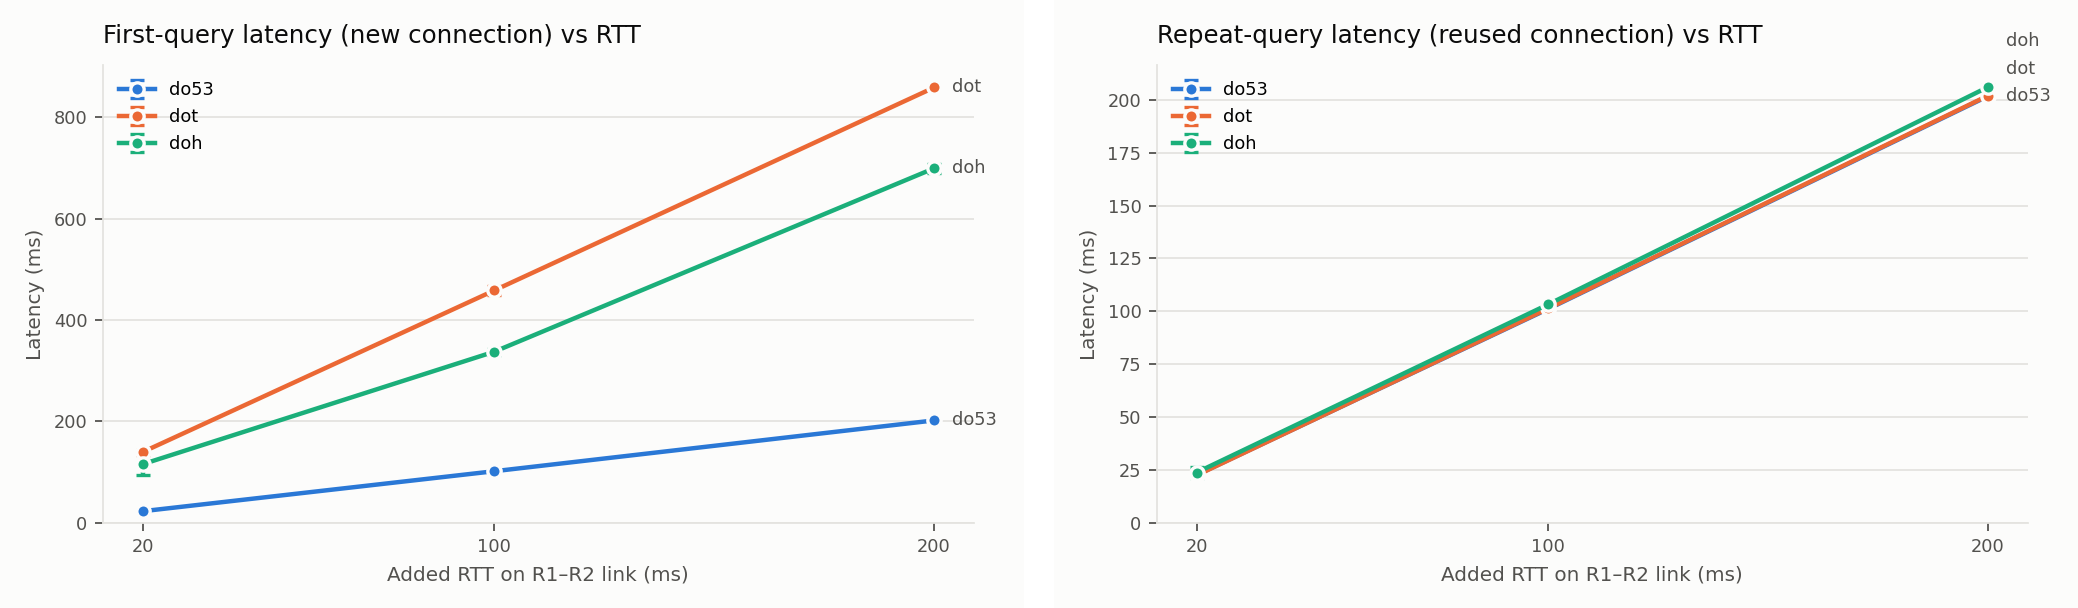 First-query latency (new connection) vs RTT
do53
dot
doh
dot
doh
do53
800
600
400
200
0
Latency (ms)
20
100
200
Added RTT on R1–R2 link (ms)
Repeat-query latency (reused connection) vs RTT
doh
dot
do53
do53
dot
doh
200
175
150
125
100
75
50
25
0
Latency (ms)
20
100
200
Added RTT on R1–R2 link (ms)